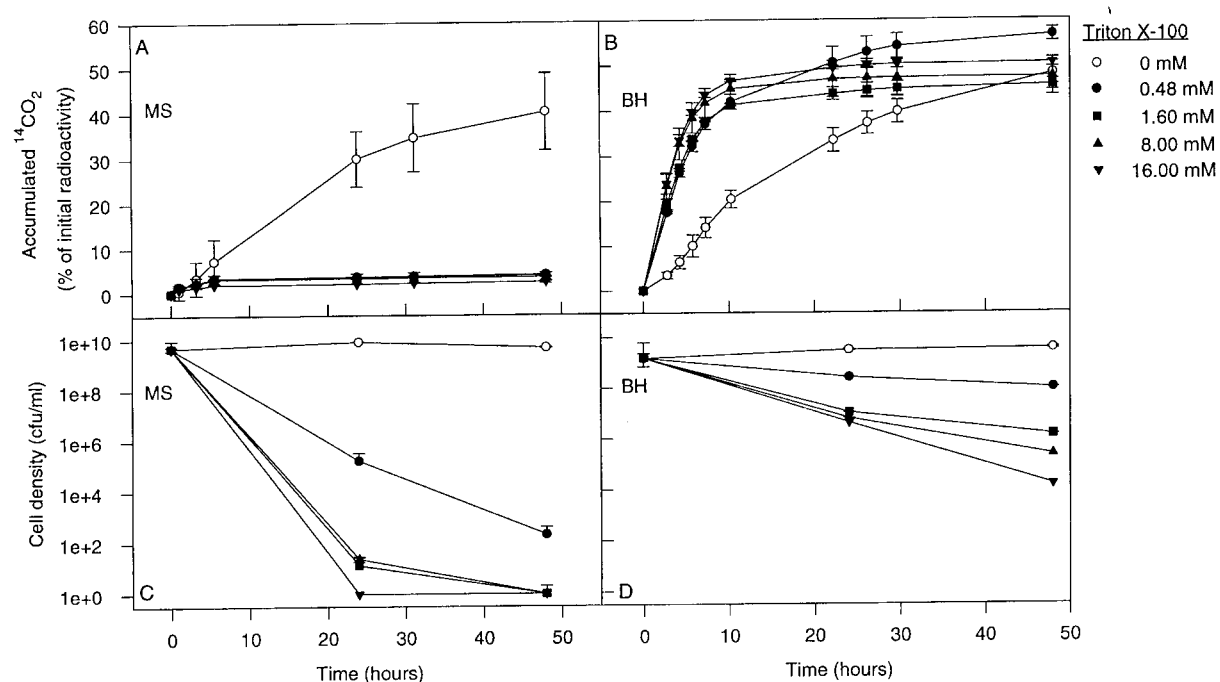 Triton X-100
0 mM
0.48 mM
1.60 mM
8.00 mM
16.00 mM
Accumulated ¹⁴CO₂
(% of initial radioactivity)
60
50
40
30
20
10
0
A
MS
B
BH
Cell density (cfu/ml)
1e+10
1e+8
1e+6
1e+4
1e+2
1e+0
MS
C
BH
D
0
10
20
30
40
50
0
10
20
30
40
50
Time (hours)
Time (hours)